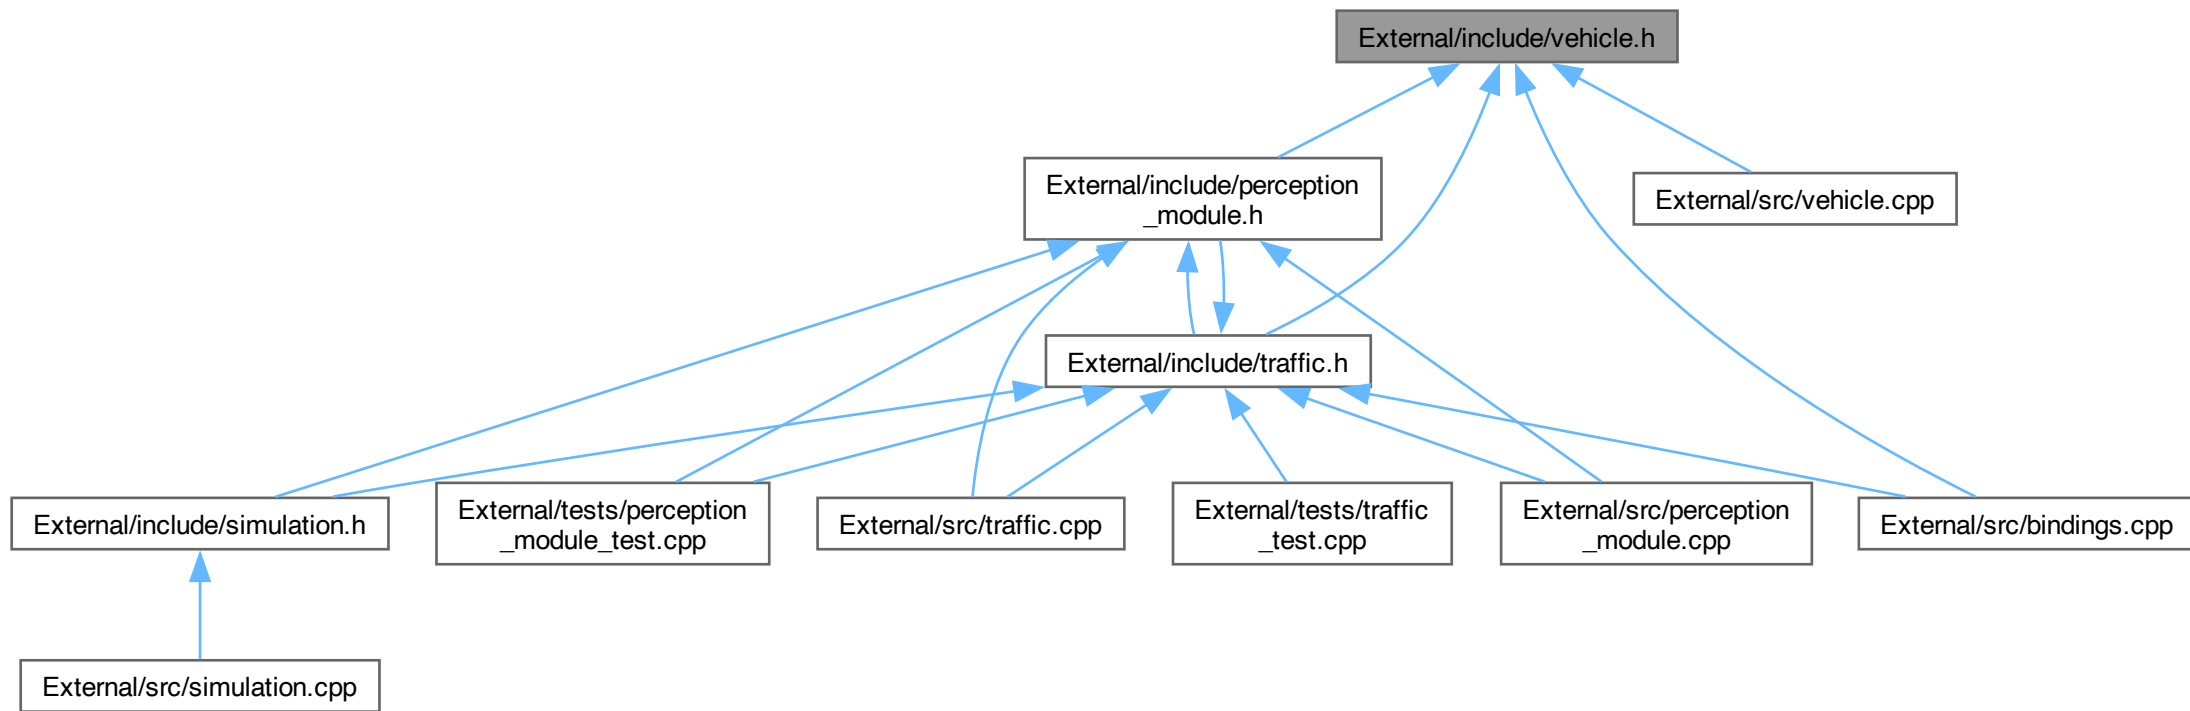 External/include/vehicle.h
External/include/perception
_module.h
External/src/vehicle.cpp
External/include/traffic.h
External/include/simulation.h
External/tests/perception
_module_test.cpp
External/src/traffic.cpp
External/tests/traffic
_test.cpp
External/src/perception
_module.cpp
External/src/bindings.cpp
External/src/simulation.cpp